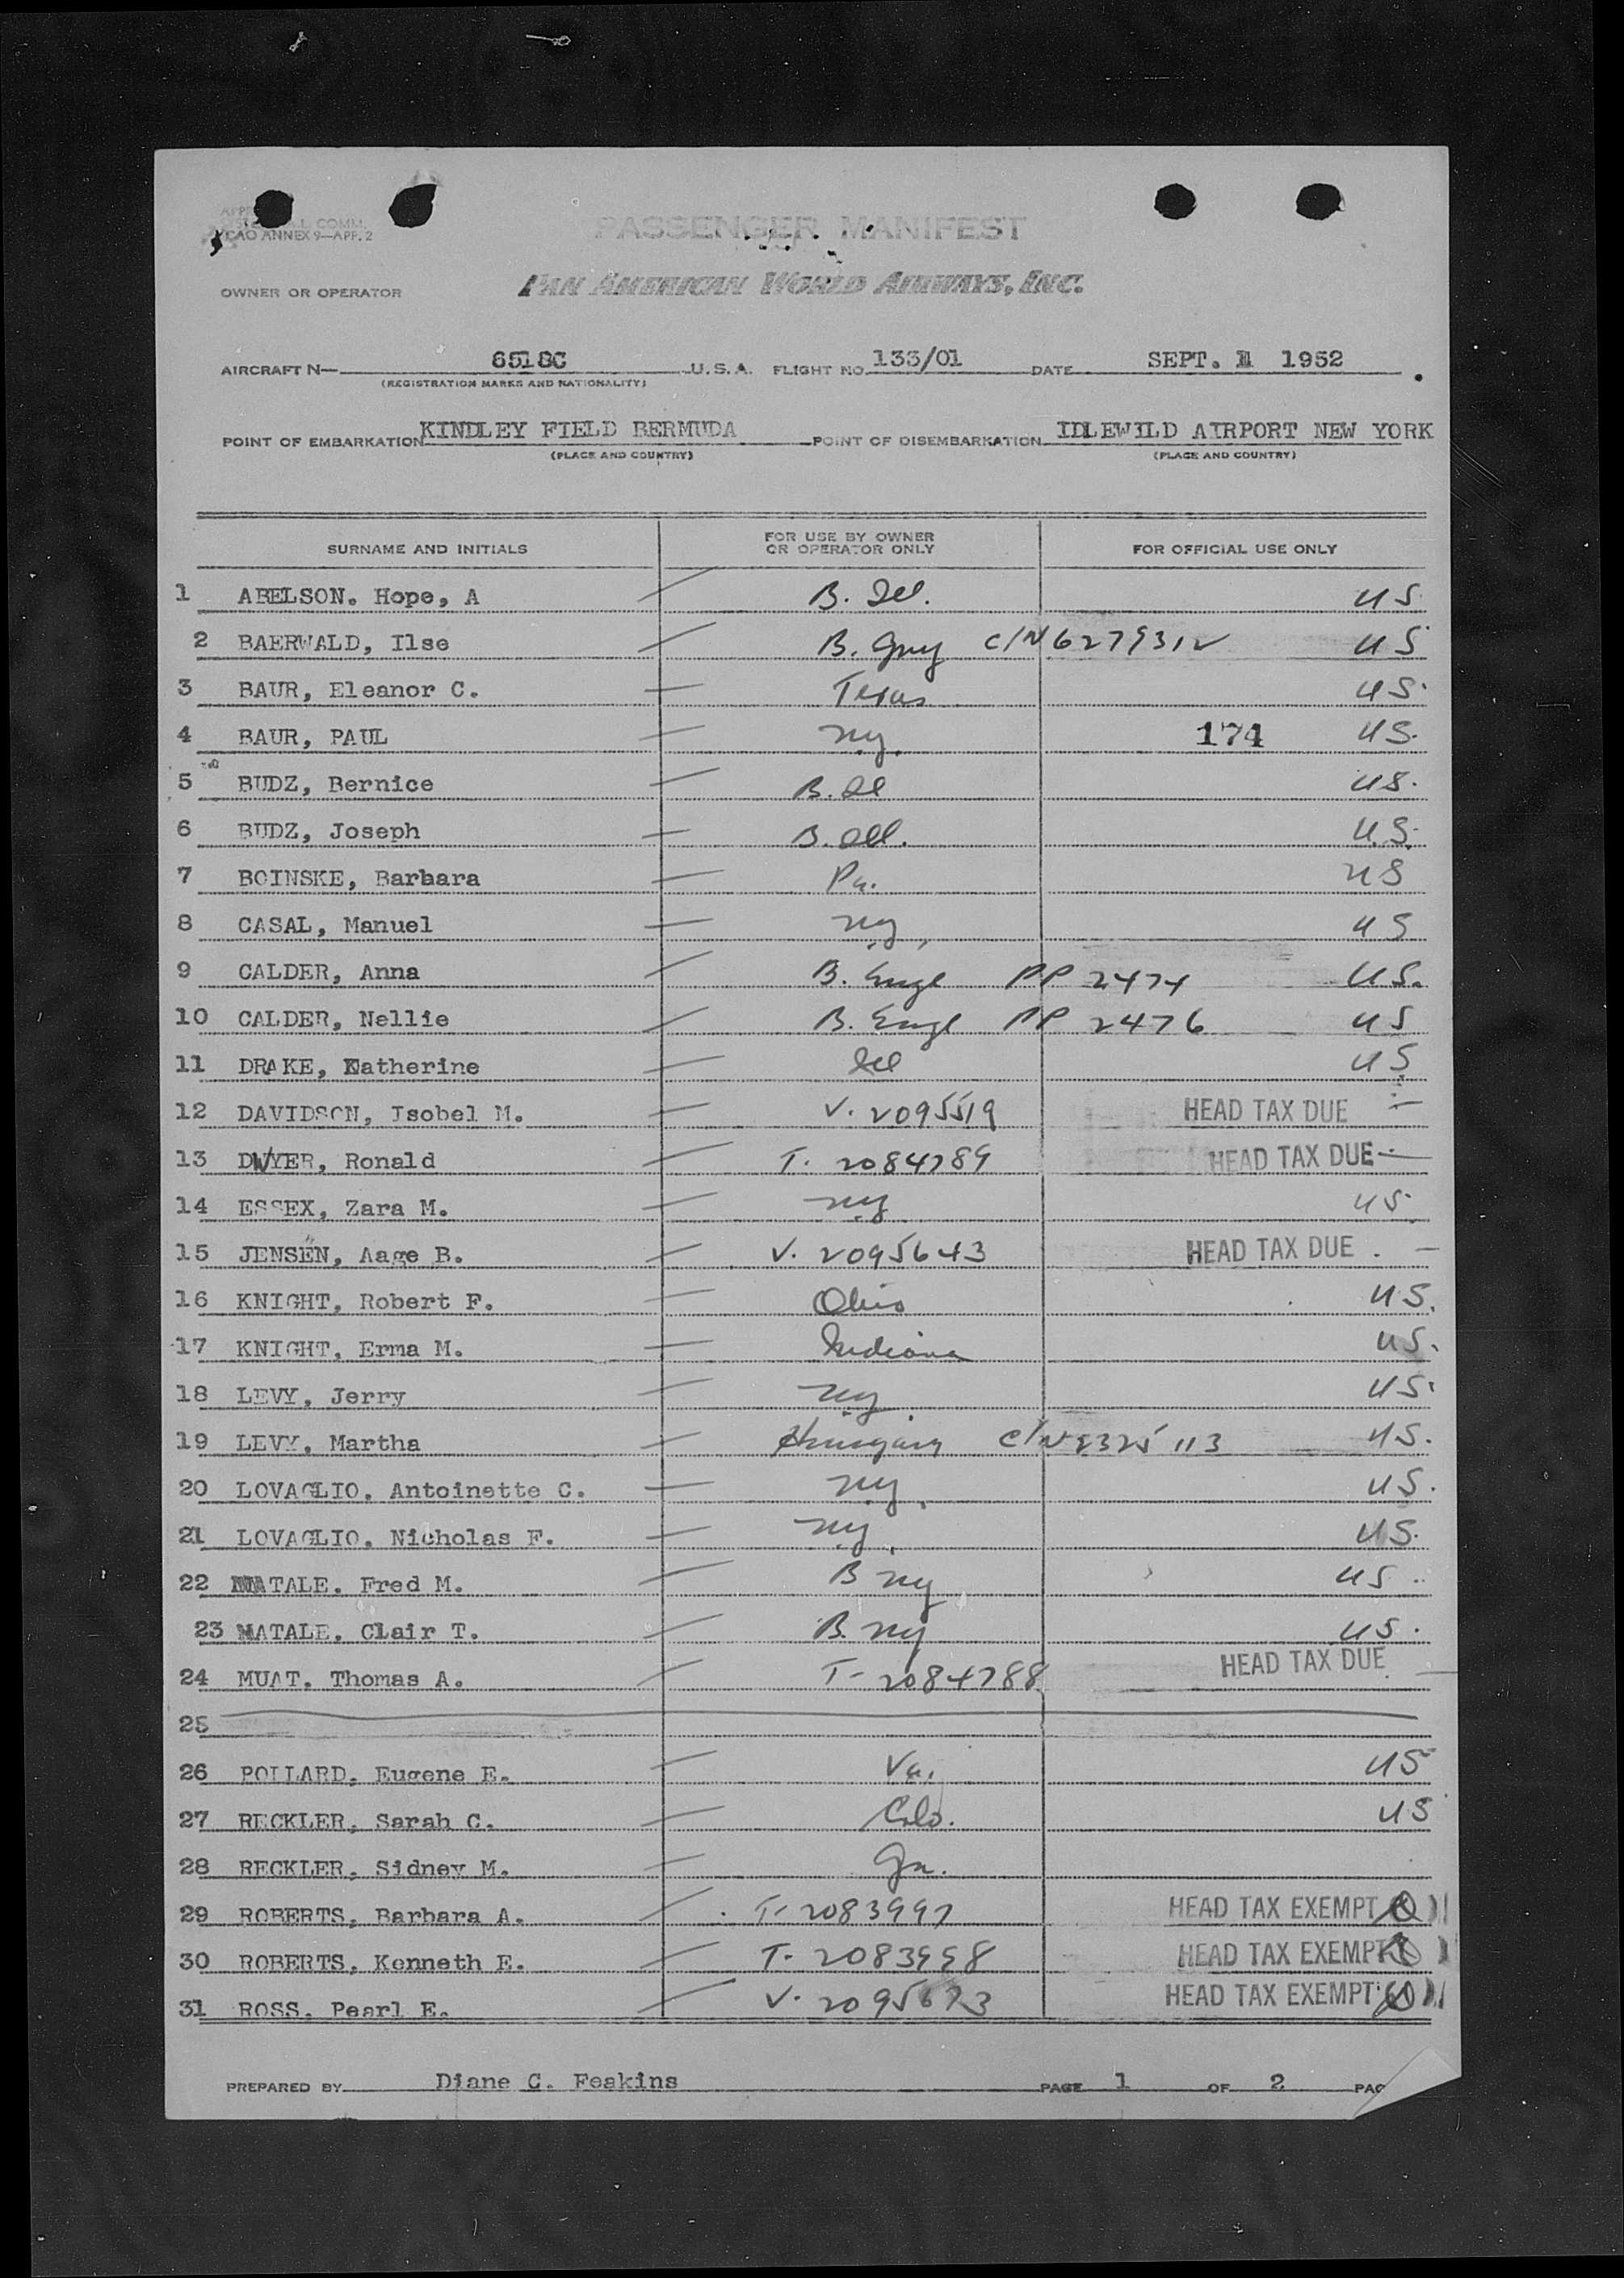 CAO ANNEX 9—APP. 2
PASSENGER MANIFEST
OWNER OR OPERATOR PAN AMERICAN WORLD AIRWAYS, INC.
AIRCRAFT N— 6518C U.S.A. FLIGHT NO. 133/01 DATE SEPT. 1 1952
(REGISTRATION MARKS AND NATIONALITY)
POINT OF EMBARKATION KINDLEY FIELD BERMUDA POINT OF DISEMBARKATION IDLEWILD AIRPORT NEW YORK
(PLACE AND COUNTRY) (PLACE AND COUNTRY)
SURNAME AND INITIALS FOR USE BY OWNER OR OPERATOR ONLY FOR OFFICIAL USE ONLY
1 ABELSON. Hope, A B. Ill. US.
2 BAERWALD, Ilse B. Gmy C/N 6279312 US
3 BAUR, Eleanor C. Texas US.
4 BAUR, PAUL N.y. 174 US.
5 BUDZ, Bernice B. Ill US.
6 BUDZ, Joseph B. Ill. U.S.
7 BOINSKE, Barbara Pa. US
8 CASAL, Manuel Ny US
9 CALDER, Anna B. Engl PP 2474 US.
10 CALDER, Nellie B. Engl PP 2476 US
11 DRAKE, Katherine Ill US
12 DAVIDSON, Isobel M. V. 2095519 HEAD TAX DUE
13 DWYER, Ronald T. 2084789 HEAD TAX DUE
14 ESSEX, Zara M. Ny US.
15 JENSEN, Aage B. V. 2095643 HEAD TAX DUE
16 KNIGHT, Robert F. Ohio US.
17 KNIGHT, Erma M. Indiana US.
18 LEVY, Jerry Ny US.
19 LEVY, Martha Hungary C/N 2325113 US.
20 LOVAGLIO, Antoinette C. Ny US.
21 LOVAGLIO, Nicholas F. Ny US.
22 MATALE. Fred M. B Ny US
23 MATALE, Clair T. B. Ny US.
24 MUAT. Thomas A. T- 2084788 HEAD TAX DUE
25
26 POLLARD, Eugene E. Va. US
27 RECKLER, Sarah C. Colo. US
28 RECKLER, Sidney M. Ga.
29 ROBERTS, Barbara A. T- 2083997 HEAD TAX EXEMPT
30 ROBERTS, Kenneth E. T- 2083998 HEAD TAX EXEMPT
31 ROSS, Pearl E. V. 2095673 HEAD TAX EXEMPT
PREPARED BY Diane C. Feakins PAGE 1 OF 2